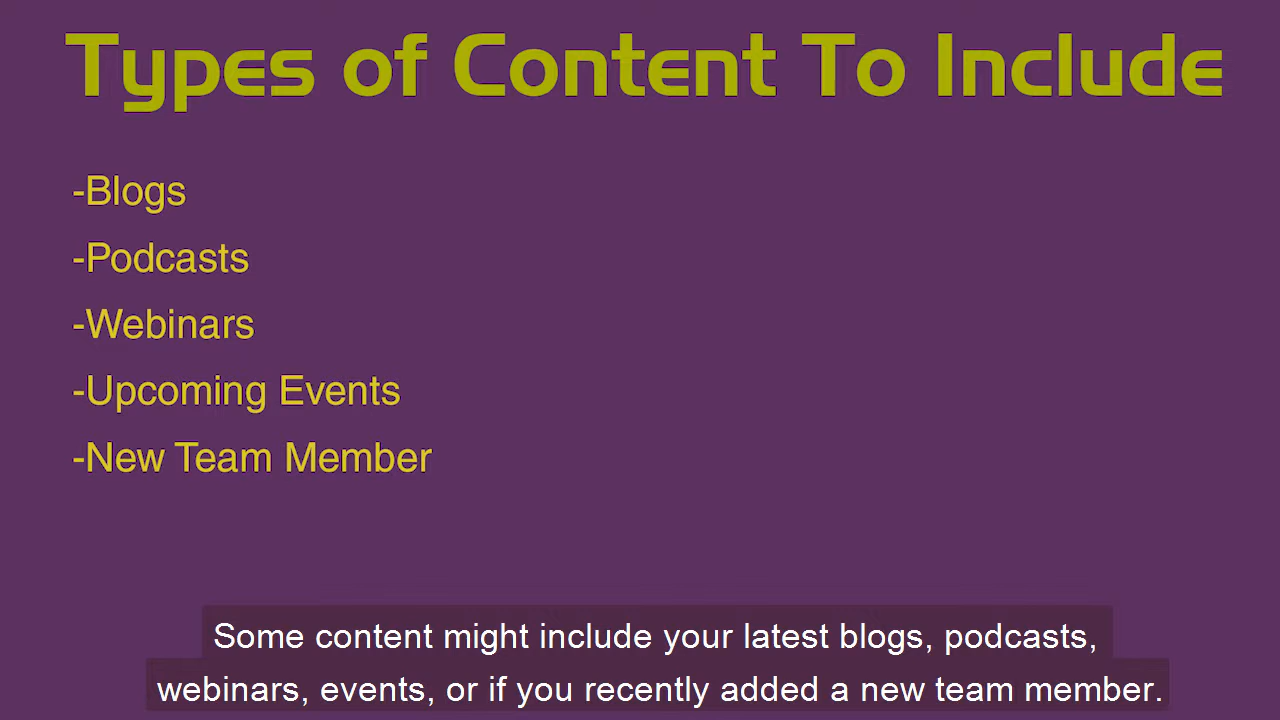 Types of Content To Include
-Blogs
-Podcasts
-Webinars
-Upcoming Events
-New Team Member
Some content might include your latest blogs, podcasts,
webinars, events, or if you recently added a new team member.